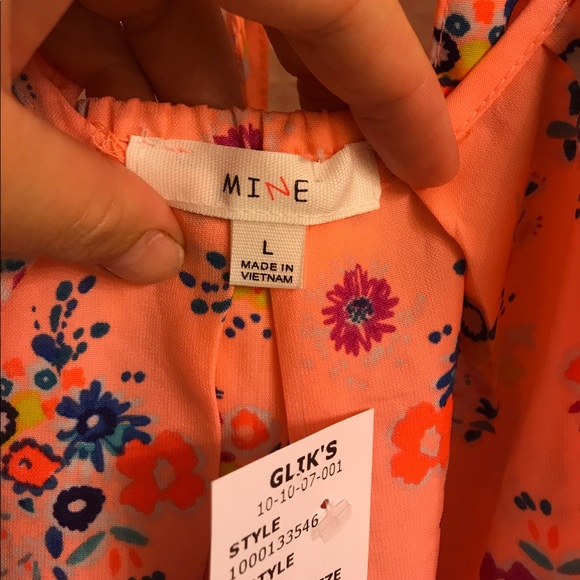 MINE
L
MADE IN
VIETNAM
GLIK'S
10-10-07-001
STYLE
1000133546
STYLE